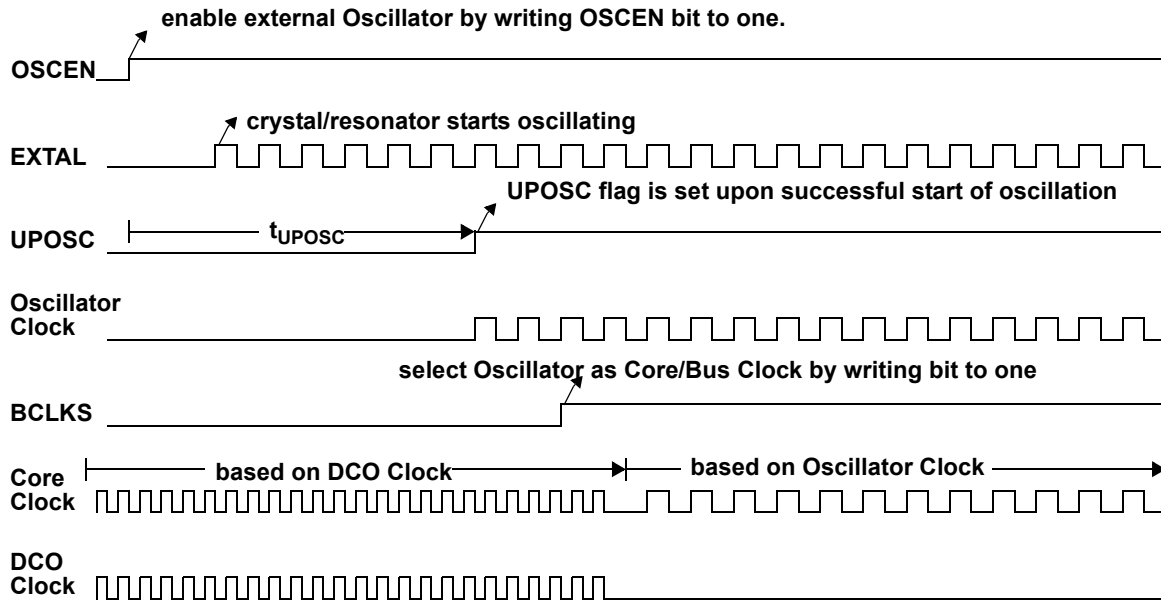 enable external Oscillator by writing OSCEN bit to one.
OSCEN
crystal/resonator starts oscillating
EXTAL
UPOSC flag is set upon successful start of oscillation
UPOSC
tUPOSC
Oscillator
Clock
select Oscillator as Core/Bus Clock by writing bit to one
BCLKS
Core
Clock
based on DCO Clock
based on Oscillator Clock
DCO
Clock